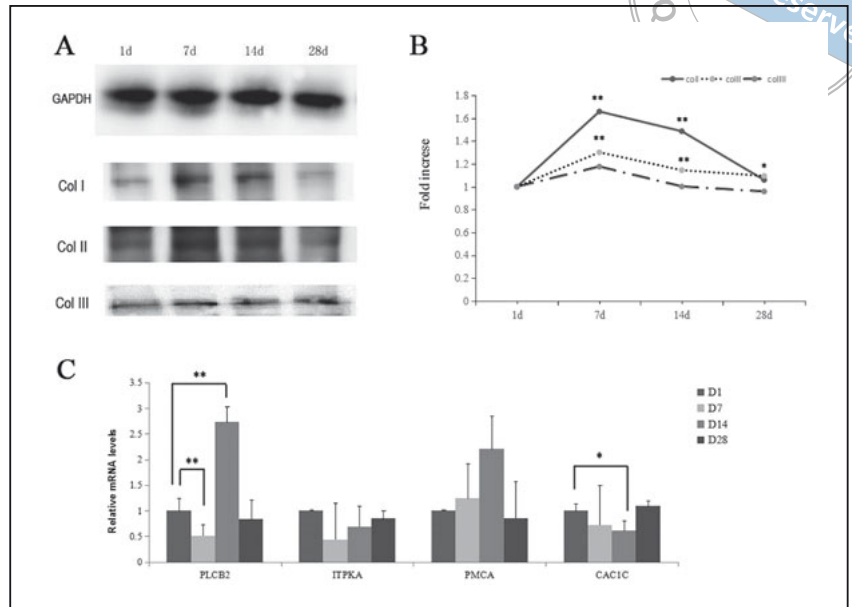 A
1d 7d 14d 28d
GAPDH
Col I
Col II
Col III
B
coiI coiII coiIII
Fold increse
1.8
1.6
1.4
1.2
1
0.8
0.6
0.4
0.2
0
** ** ** ** *
1d 7d 14d 28d
C
Relative mRNA levels
3.5
3
2.5
2
1.5
1
0.5
0
** ** *
PLCB2 ITPKA PMCA CAC1C
D1
D7
D14
D28